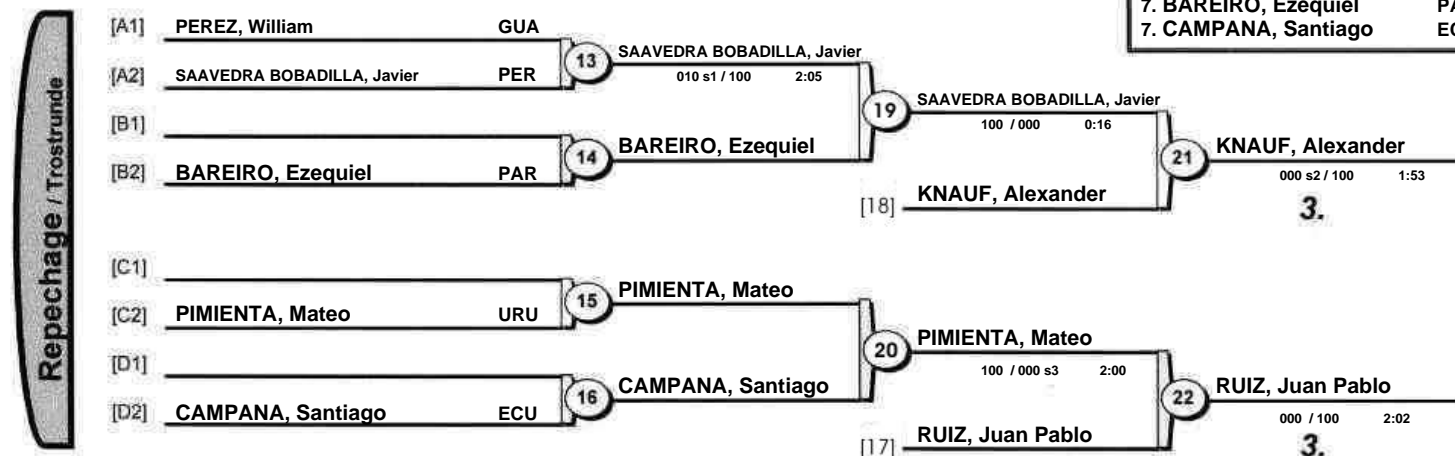 7. BAREIRO, Ezequiel
7. CAMPANA, Santiago
Repechage / Trostrunde
[A1] PEREZ, William GUA
[A2] SAAVEDRA BOBADILLA, Javier PER
[B1]
[B2] BAREIRO, Ezequiel PAR
[C1]
[C2] PIMIENTA, Mateo URU
[D1]
[D2] CAMPANA, Santiago ECU
13
14
15
16
SAAVEDRA BOBADILLA, Javier
010 s1 / 100 2:05
BAREIRO, Ezequiel
PIMIENTA, Mateo
CAMPANA, Santiago
19
20
SAAVEDRA BOBADILLA, Javier
100 / 000 0:16
[18] KNAUF, Alexander
PIMIENTA, Mateo
100 / 000 s3 2:00
[17] RUIZ, Juan Pablo
21
22
KNAUF, Alexander
000 s2 / 100 1:53
3.
RUIZ, Juan Pablo
000 / 100 2:02
3.